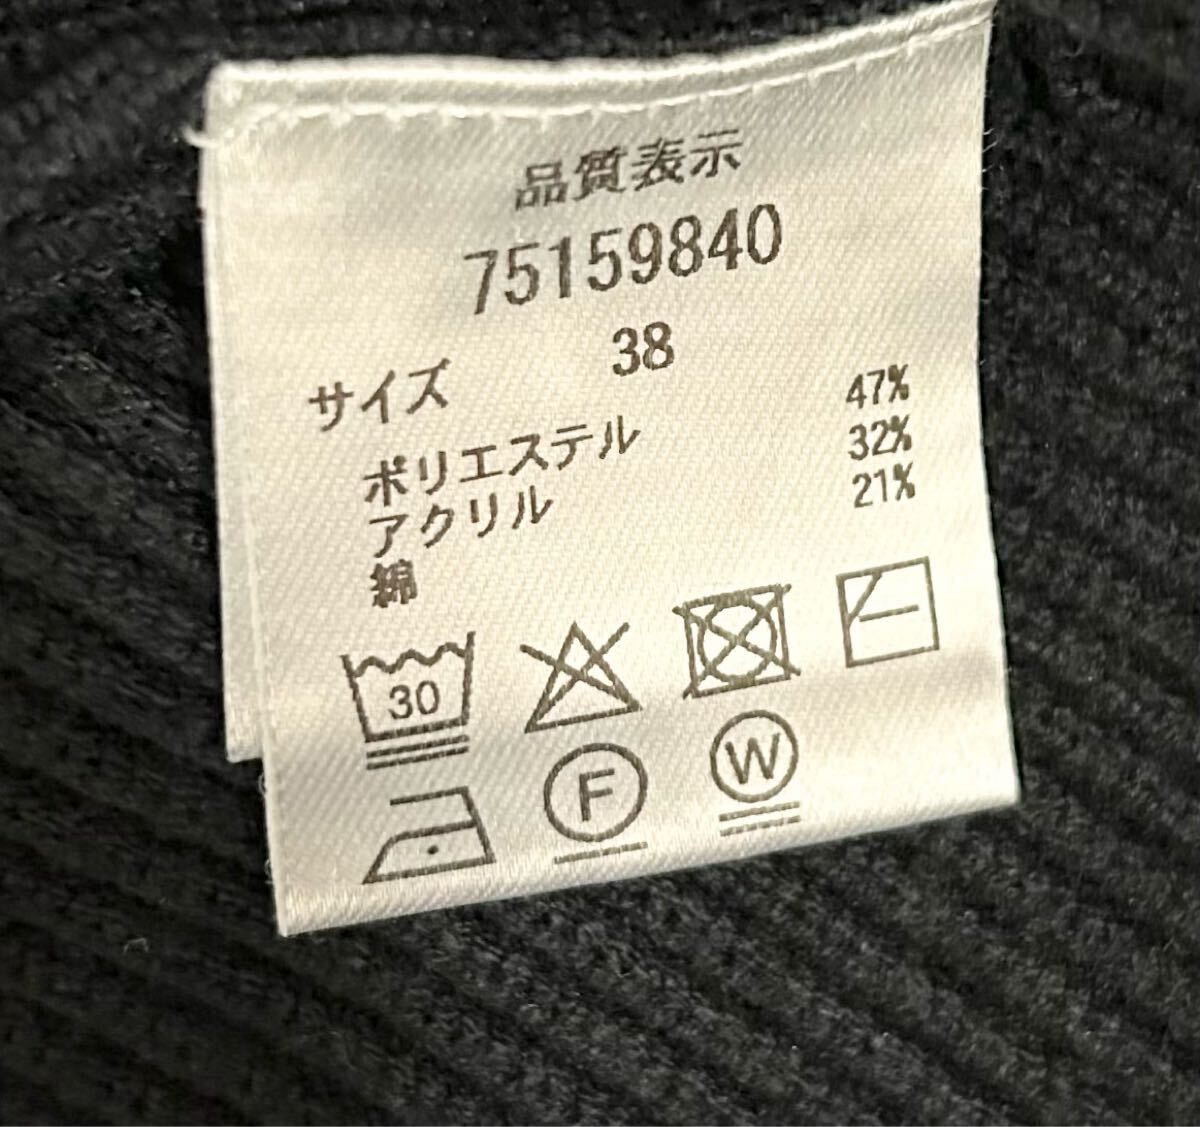 品質表示
75159840
サイズ 38
ポリエステル 47%
アクリル 32%
綿 21%
30
F W